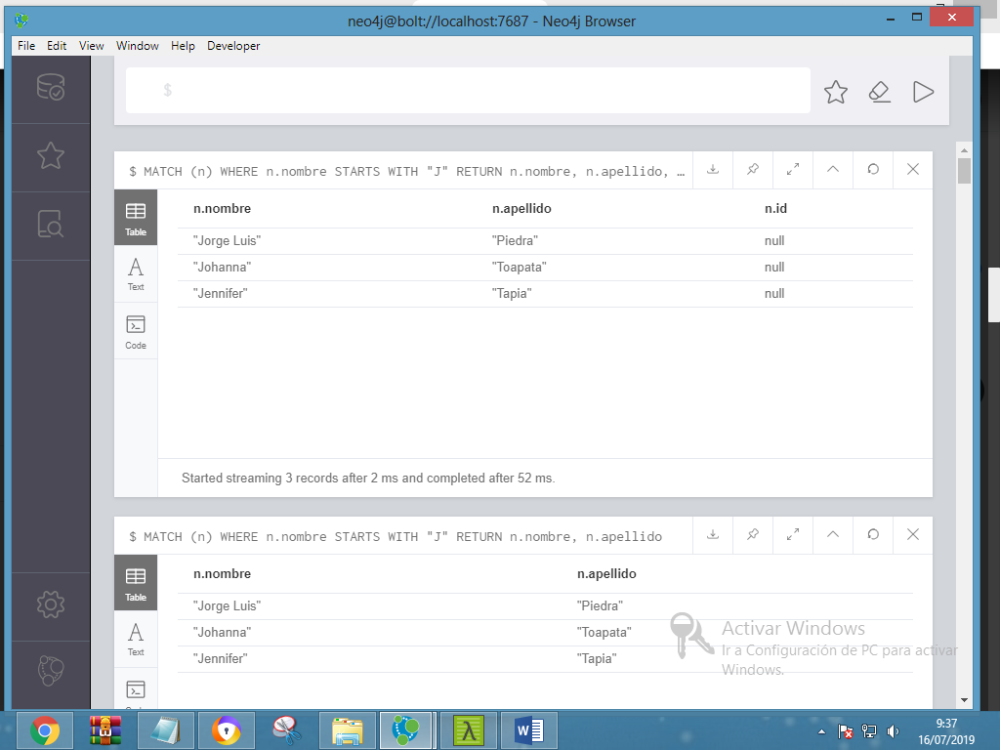 neo4j@bolt://localhost:7687 - Neo4j Browser
File Edit View Window Help Developer
$
$ MATCH (n) WHERE n.nombre STARTS WITH "J" RETURN n.nombre, n.apellido, …
Table
Text
Code
n.nombre n.apellido n.id
"Jorge Luis" "Piedra" null
"Johanna" "Toapata" null
"Jennifer" "Tapia" null
Started streaming 3 records after 2 ms and completed after 52 ms.
$ MATCH (n) WHERE n.nombre STARTS WITH "J" RETURN n.nombre, n.apellido
Table
Text
n.nombre n.apellido
"Jorge Luis" "Piedra"
"Johanna" "Toapata"
"Jennifer" "Tapia"
Activar Windows
Ir a Configuración de PC para activar
Windows.
9:37
16/07/2019